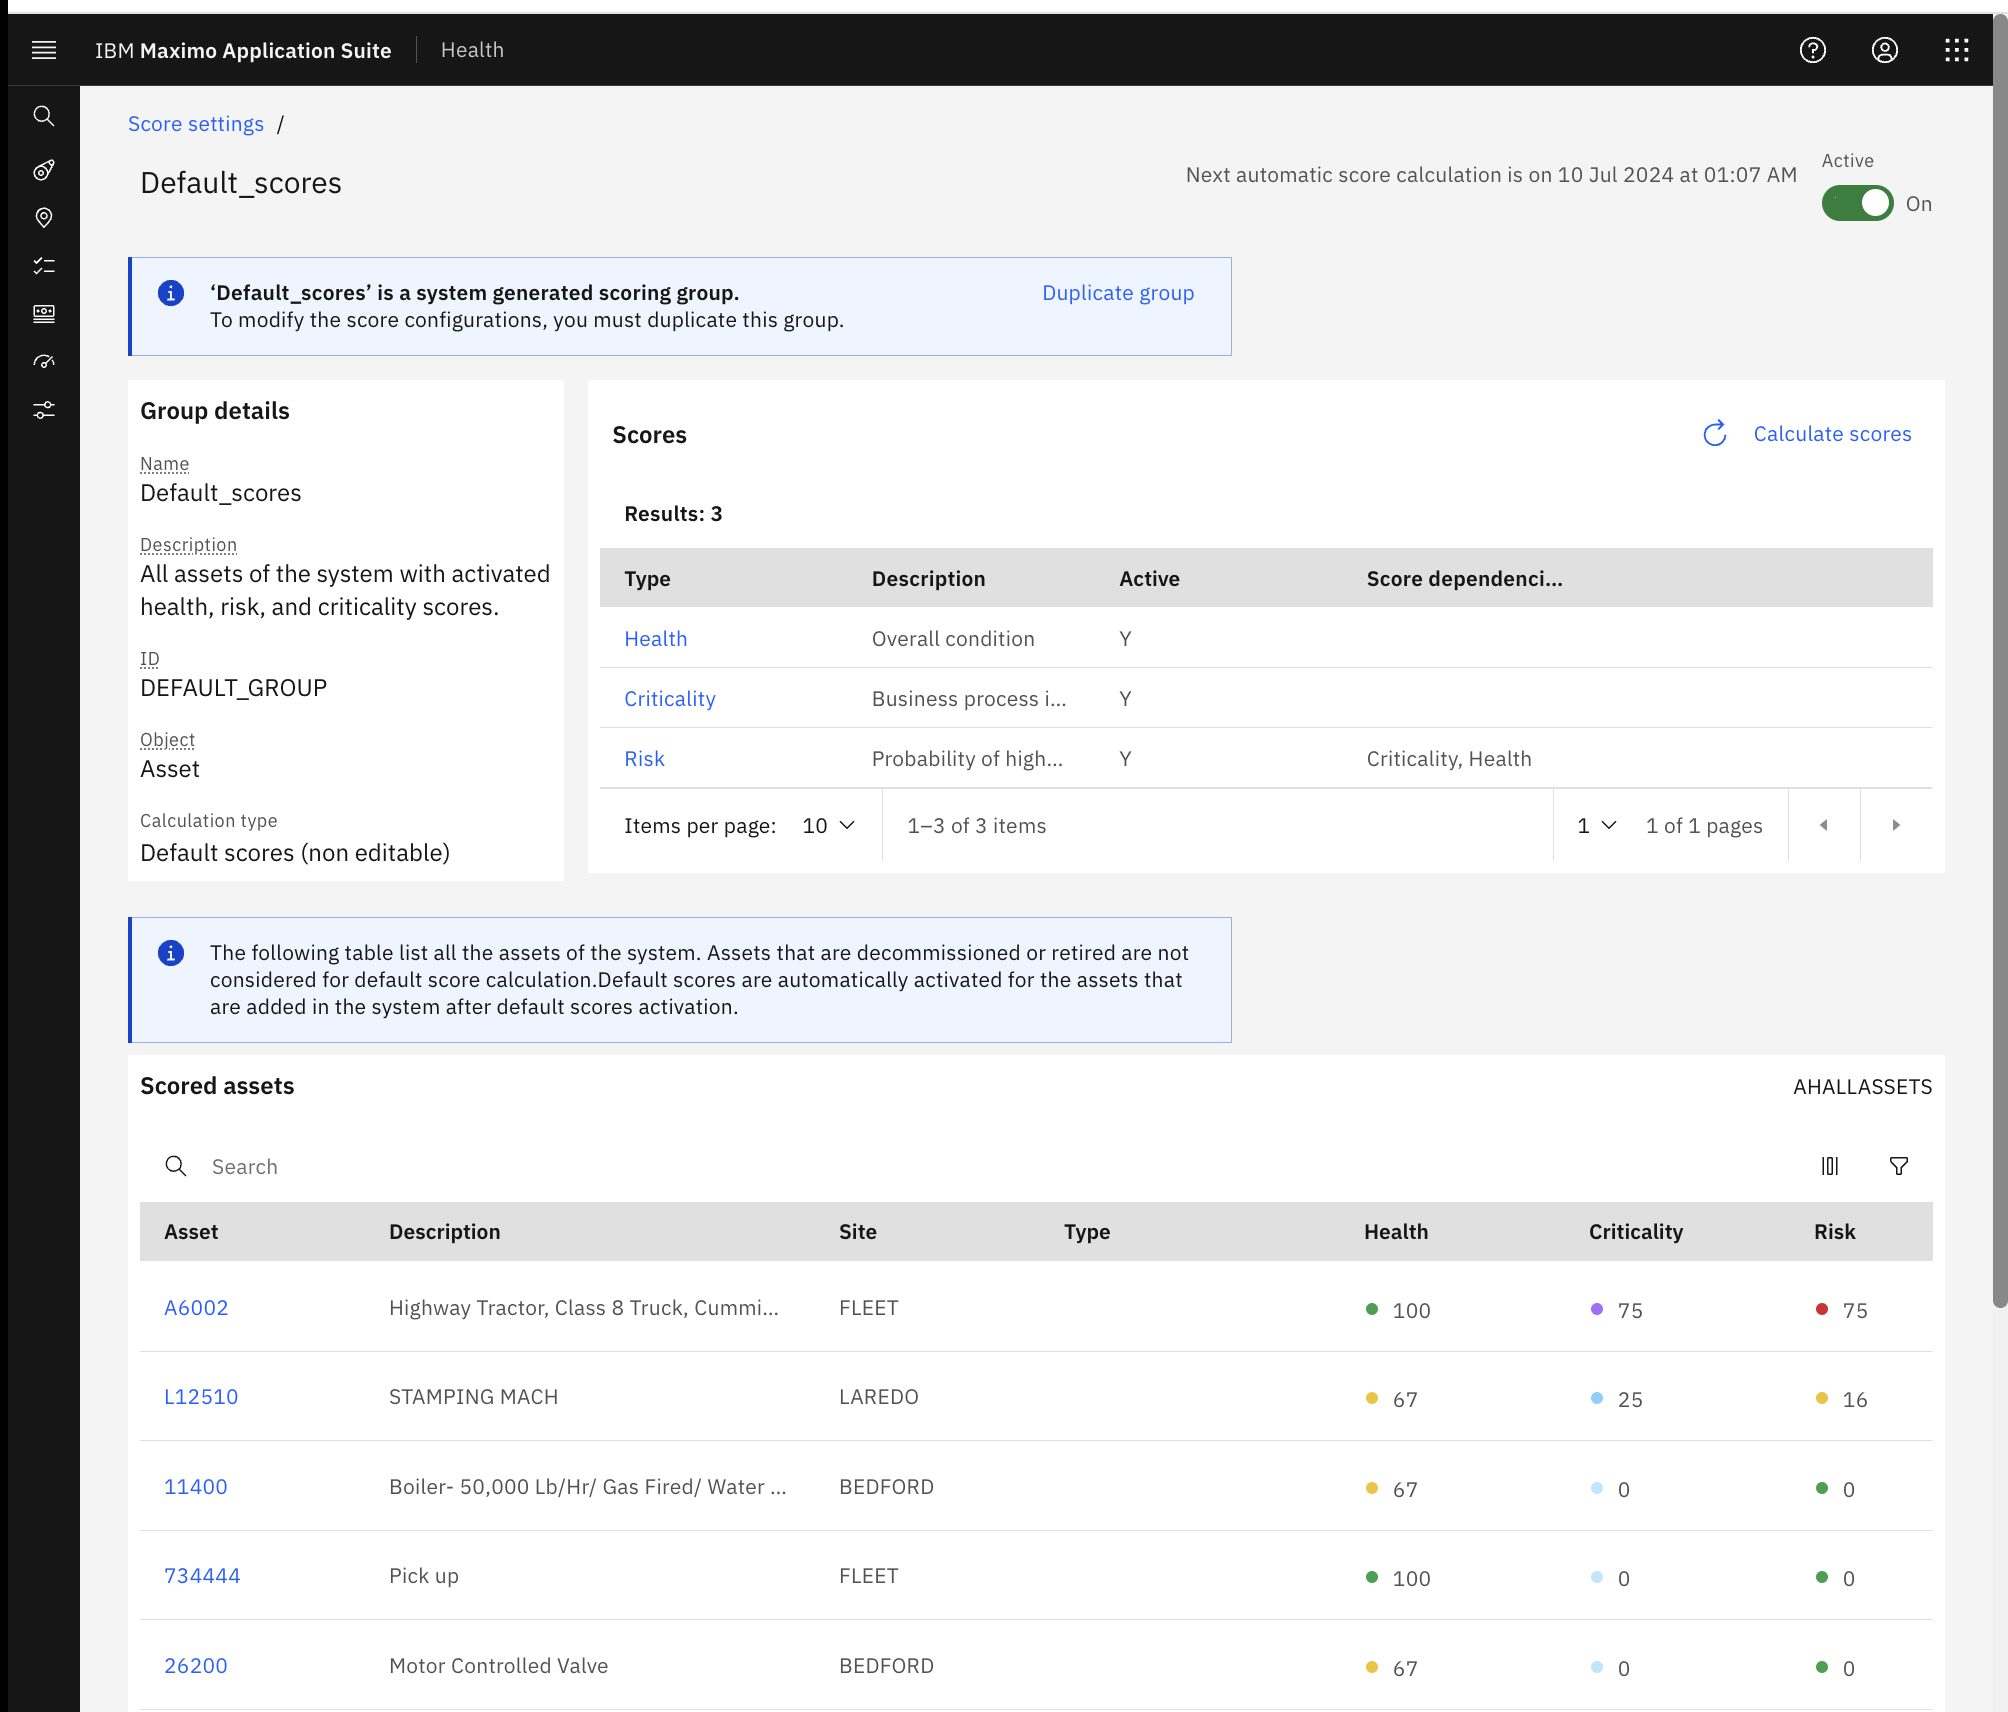 IBM Maximo Application Suite Health
Score settings /
Default_scores
Next automatic score calculation is on 10 Jul 2024 at 01:07 AM
Active
On
‘Default_scores’ is a system generated scoring group.
To modify the score configurations, you must duplicate this group.
Duplicate group
Group details
Name
Default_scores
Description
All assets of the system with activated
health, risk, and criticality scores.
ID
DEFAULT_GROUP
Object
Asset
Calculation type
Default scores (non editable)
Scores
Calculate scores
Results: 3
Type Description Active Score dependenci...
Health Overall condition Y
Criticality Business process i... Y
Risk Probability of high... Y Criticality, Health
Items per page: 10 1–3 of 3 items 1 1 of 1 pages
The following table list all the assets of the system. Assets that are decommissioned or retired are not
considered for default score calculation.Default scores are automatically activated for the assets that
are added in the system after default scores activation.
Scored assets
AHALLASSETS
Search
Asset Description Site Type Health Criticality Risk
A6002 Highway Tractor, Class 8 Truck, Cummi... FLEET 100 75 75
L12510 STAMPING MACH LAREDO 67 25 16
11400 Boiler- 50,000 Lb/Hr/ Gas Fired/ Water ... BEDFORD 67 0 0
734444 Pick up FLEET 100 0 0
26200 Motor Controlled Valve BEDFORD 67 0 0